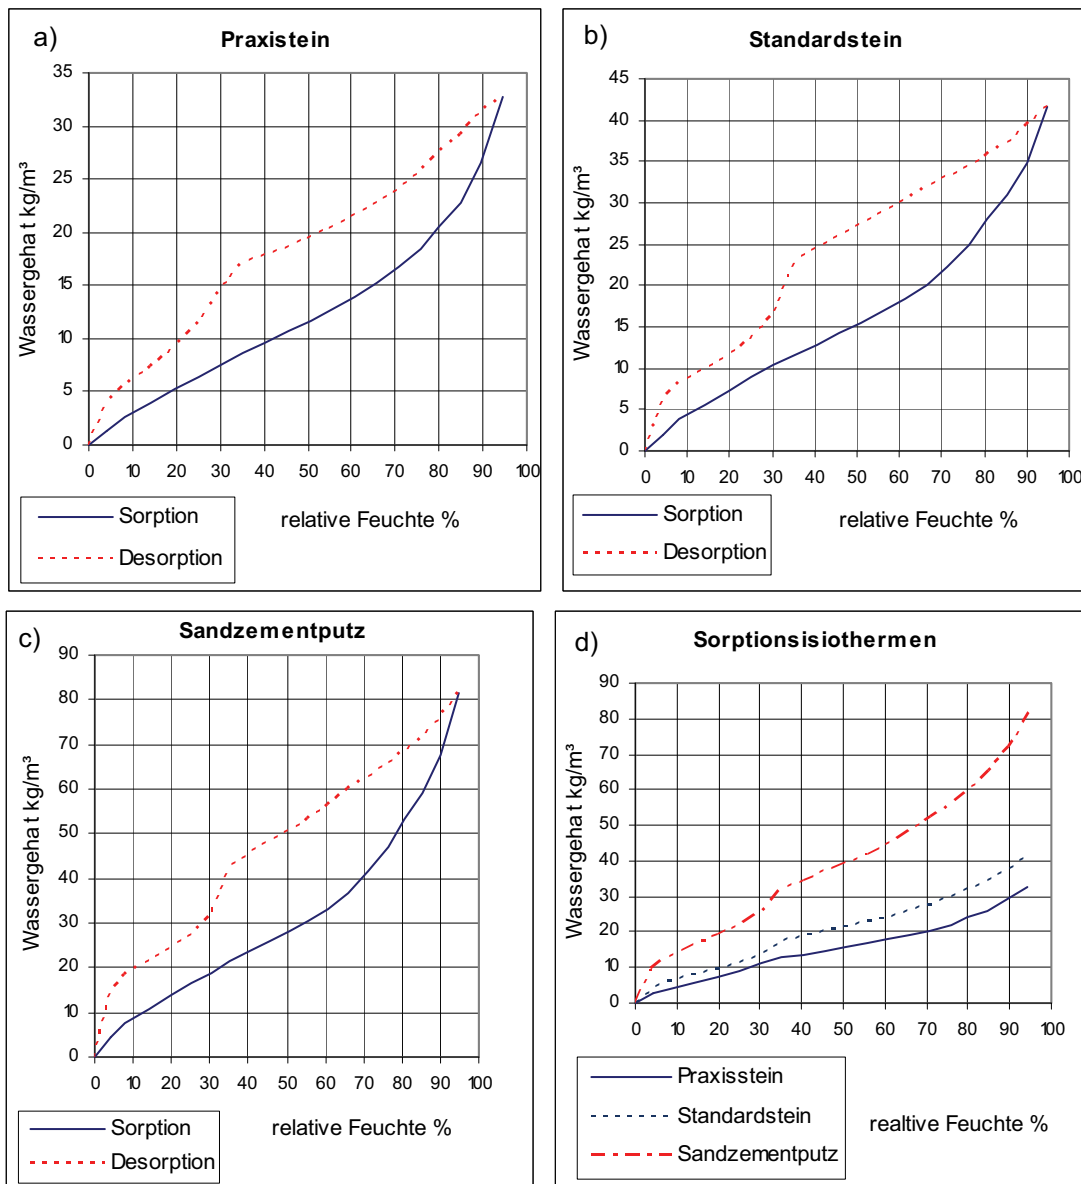 a)
Praxistein
35
30
25
20
15
10
5
0
Wassergehat kg/m³
0 10 20 30 40 50 60 70 80 90 100
Sorption
Desorption
relative Feuchte %
b)
Standardstein
45
40
35
30
25
20
15
10
5
0
Wassergehat kg/m³
0 10 20 30 40 50 60 70 80 90 100
Sorption
Desorption
relative Feuchte %
c)
Sandzementputz
90
80
70
60
50
40
30
20
10
0
Wassergehat kg/m³
0 10 20 30 40 50 60 70 80 90 100
Sorption
Desorption
relative Feuchte %
d)
Sorptionsisiothermen
90
80
70
60
50
40
30
20
10
0
Wassergehat kg/m³
0 10 20 30 40 50 60 70 80 90 100
Praxisstein
Standardstein
Sandzementputz
realtive Feuchte %